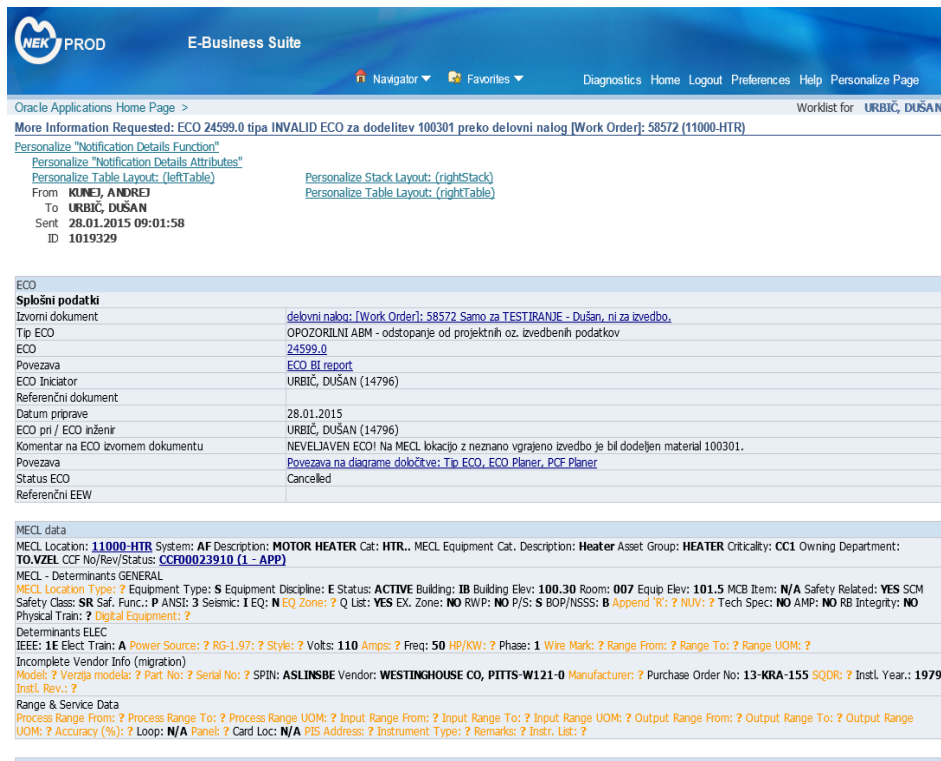 NEK PROD
E-Business Suite
Navigator Favorites
Diagnostics Home Logout Preferences Help Personalize Page
Oracle Applications Home Page >
Worklist for URBIČ, DUŠAN
More Information Requested: ECO 24599.0 tipa INVALID ECO za dodelitev 100301 preko delovni nalog [Work Order]: 58572 (11000-HTR)
Personalize "Notification Details Function"
Personalize "Notification Details Attributes"
Personalize Table Layout: (leftTable)
Personalize Stack Layout: (rightStack)
From KUNEJ, ANDREJ
Personalize Table Layout: (rightTable)
To URBIČ, DUŠAN
Sent 28.01.2015 09:01:58
ID 1019329
ECO
Splošni podatki
Izvorni dokument delovni nalog: [Work Order]: 58572 Samo za TESTIRANJE - Dušan, ni za izvedbo.
Tip ECO OPOZORILNI ABM - odstopanje od projektnih oz. izvedbenih podatkov
ECO 24599.0
Povezava ECO BI report
ECO Iniciator URBIČ, DUŠAN (14796)
Referenčni dokument
Datum priprave 28.01.2015
ECO pri / ECO inženir URBIČ, DUŠAN (14796)
Komentar na ECO izvornem dokumentu NEVELJAVEN ECO! Na MECL lokacijo z neznano vgrajeno izvedbo je bil dodeljen material 100301.
Povezava Povezava na diagrame določitve: Tip ECO, ECO Planer, PCF Planer
Status ECO Cancelled
Referenčni EEW
MECL data
MECL Location: 11000-HTR System: AF Description: MOTOR HEATER Cat: HTR.. MECL Equipment Cat. Description: Heater Asset Group: HEATER Criticality: CC1 Owning Department:
TO.VZEL CCF No/Rev/Status: CCF00023910 (1 - APP)
MECL - Determinants GENERAL
MECL Location Type: ? Equipment Type: S Equipment Discipline: E Status: ACTIVE Building: IB Building Elev: 100.30 Room: 007 Equip Elev: 101.5 MCB Item: N/A Safety Related: YES SCM
Safety Class: SR Saf. Func.: P ANSI: 3 Seismic: I EQ: N EQ Zone: ? Q List: YES EX. Zone: NO RWP: NO P/S: S BOP/NSSS: B Append 'R': ? NUV: ? Tech Spec: NO AMP: NO RB Integrity: NO
Physical Train: ? Digital Equipment: ?
Determinants ELEC
IEEE: 1E Elect Train: A Power Source: ? RG-1.97: ? Style: ? Volts: 110 Amps: ? Freq: 50 HP/KW: ? Phase: 1 Wire Mark: ? Range From: ? Range To: ? Range UOM: ?
Incomplete Vendor Info (migration)
Model: ? Verzija modela: ? Part No: ? Serial No: ? SPIN: ASLINSBE Vendor: WESTINGHOUSE CO, PITTS-W121-0 Manufacturer: ? Purchase Order No: 13-KRA-155 SQDR: ? Instl. Year.: 1979
Instl. Rev.: ?
Range & Service Data
Process Range From: ? Process Range To: ? Process Range UOM: ? Input Range From: ? Input Range To: ? Input Range UOM: ? Output Range From: ? Output Range To: ? Output Range
UOM: ? Accuracy (%): ? Loop: N/A Panel: ? Card Loc: N/A PIS Address: ? Instrument Type: ? Remarks: ? Instr. List: ?